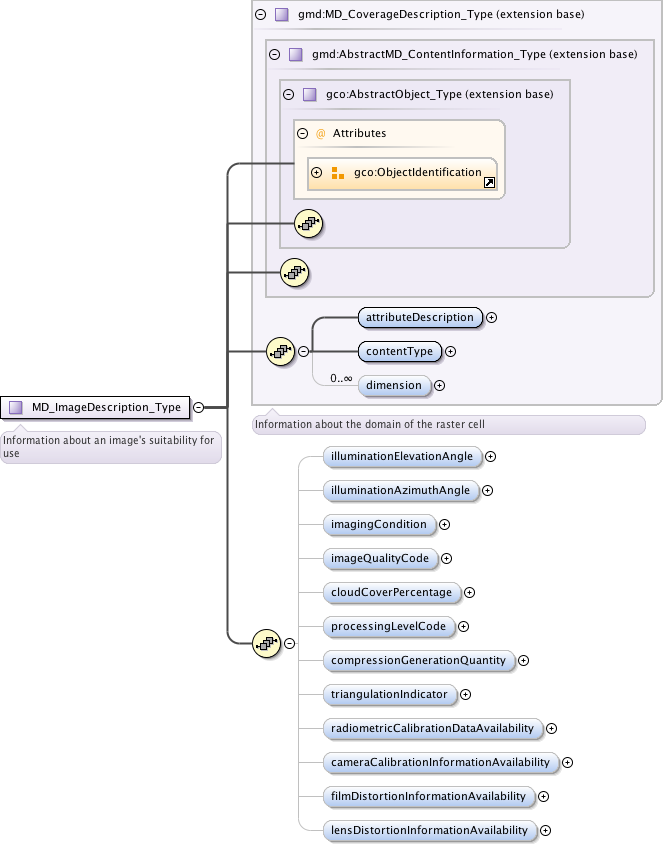 gmd:MD_CoverageDescription_Type (extension base)
gmd:AbstractMD_ContentInformation_Type (extension base)
gco:AbstractObject_Type (extension base)
@ Attributes
gco:ObjectIdentification
attributeDescription
contentType
0..∞
dimension
MD_ImageDescription_Type
Information about an image's suitability for
use
Information about the domain of the raster cell
illuminationElevationAngle
illuminationAzimuthAngle
imagingCondition
imageQualityCode
cloudCoverPercentage
processingLevelCode
compressionGenerationQuantity
triangulationIndicator
radiometricCalibrationDataAvailability
cameraCalibrationInformationAvailability
filmDistortionInformationAvailability
lensDistortionInformationAvailability